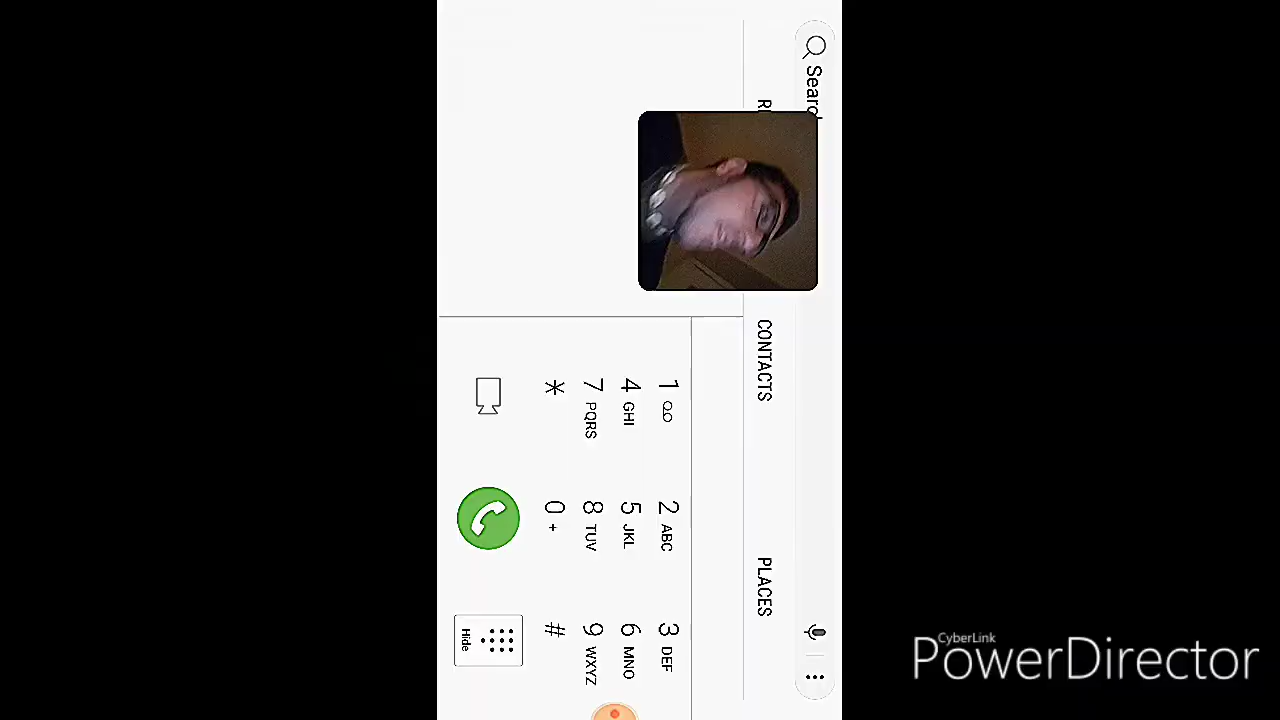 Searc
R
CONTACTS
PLACES
1
2 ABC
3 DEF
4 GHI
5 JKL
6 MNO
7 PQRS
8 TUV
9 WXYZ
*
0 +
#
Hide
CyberLink
PowerDirector